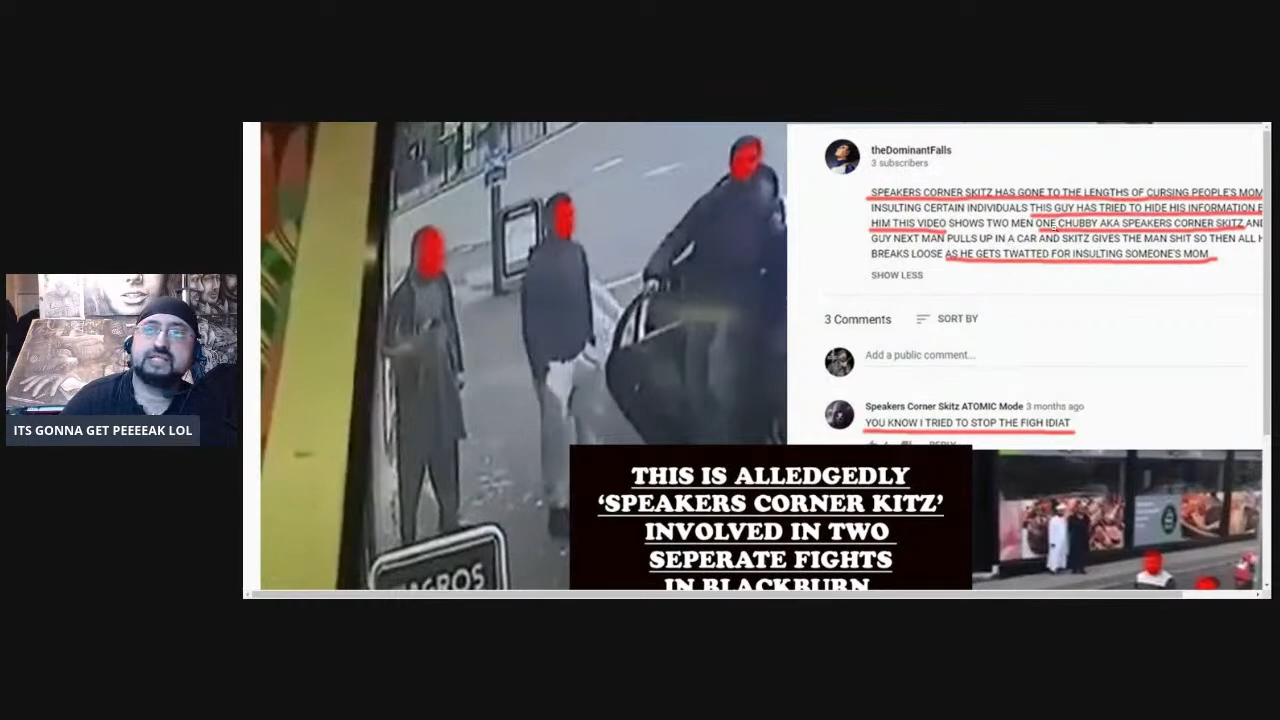 theDominantFalls
3 subscribers
SPEAKERS CORNER SKITZ HAS GONE TO THE LENGTHS OF CURSING PEOPLE'S MOM
INSULTING CERTAIN INDIVIDUALS THIS GUY HAS TRIED TO HIDE HIS INFORMATION
HIM THIS VIDEO SHOWS TWO MEN ONE CHUBBY AKA SPEAKERS CORNER SKITZ AND
GUY NEXT MAN PULLS UP IN A CAR AND SKITZ GIVES THE MAN SHIT SO THEN ALL
BREAKS LOOSE AS HE GETS TWATTED FOR INSULTING SOMEONE'S MOM
SHOW LESS
3 Comments SORT BY
Add a public comment...
Speakers Corner Skitz ATOMIC Mode 3 months ago
YOU KNOW I TRIED TO STOP THE FIGH IDIAT
REPLY
ITS GONNA GET PEEEEAK LOL
THIS IS ALLEDGEDLY
‘SPEAKERS CORNER KITZ’
INVOLVED IN TWO
SEPERATE FIGHTS
IN BLACKBURN